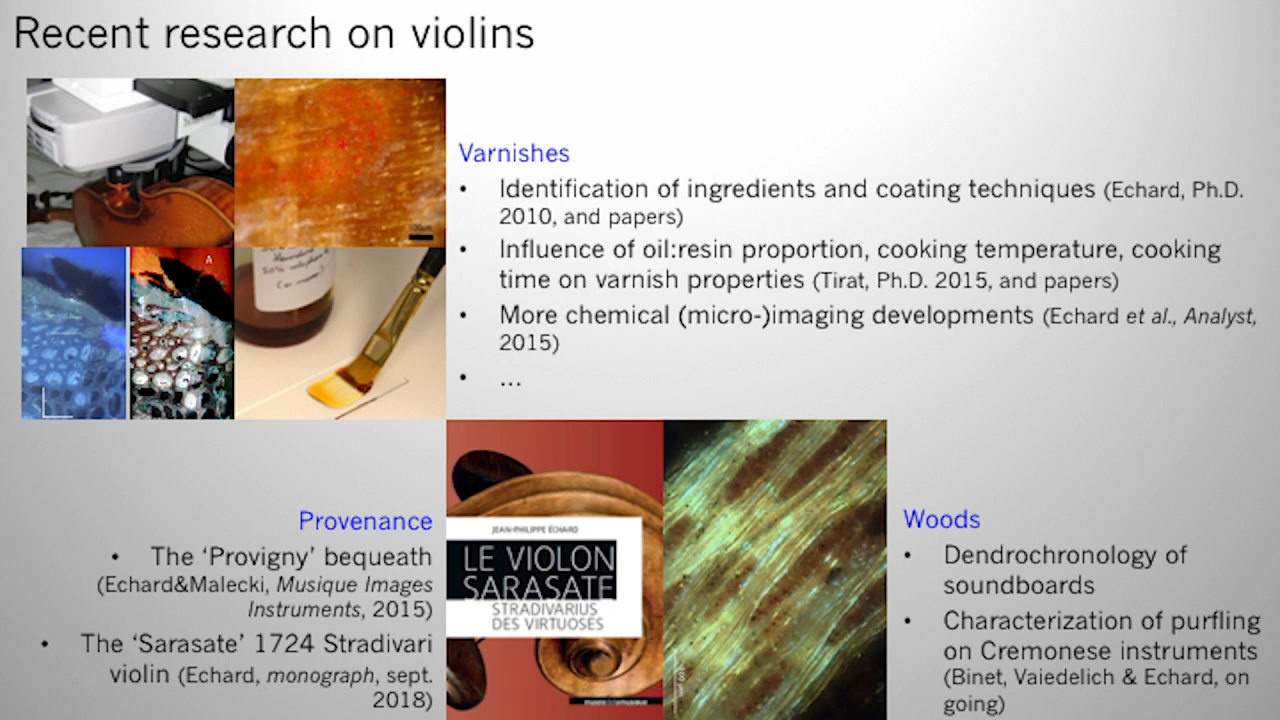 Recent research on violins
Varnishes
• Identification of ingredients and coating techniques (Echard, Ph.D.
2010, and papers)
• Influence of oil:resin proportion, cooking temperature, cooking
time on varnish properties (Tirat, Ph.D. 2015, and papers)
• More chemical (micro-)imaging developments (Echard et al., Analyst,
2015)
• ...
A
100µm
50%
Provenance
• The ‘Provigny’ bequeath
(Echard&Malecki, Musique Images
Instruments, 2015)
• The ‘Sarasate’ 1724 Stradivari
violin (Echard, monograph, sept.
2018)
JEAN-PHILIPPE ÉCHARD
LE VIOLON
SARASATE
STRADIVARIUS
DES VIRTUOSES
B
Woods
• Dendrochronology of
soundboards
• Characterization of purfling
on Cremonese instruments
(Binet, Vaiedelich & Echard, on
going)